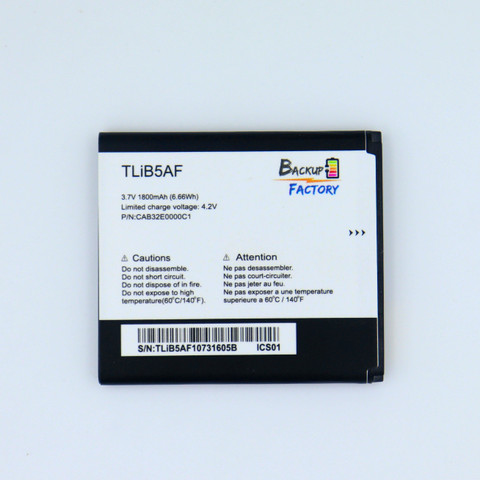 TLiB5AF
BACKUP
FACTORY
3.7V 1800mAh (6.66Wh)
Limited charge voltage: 4.2V
P/N:CAB32E0000C1
Cautions
Do not disassemble.
Do not short circuit.
Do not dispose of in fire.
Do not expose to high
temperature(60℃/140℉).
Attention
Ne pas desassembler.
Ne pas court-circuiter.
Ne pas jeter au feu.
Ne pas exposer a une temperature
superieure a 60℃ / 140℉
S/N:TLiB5AF10731605B ICS01